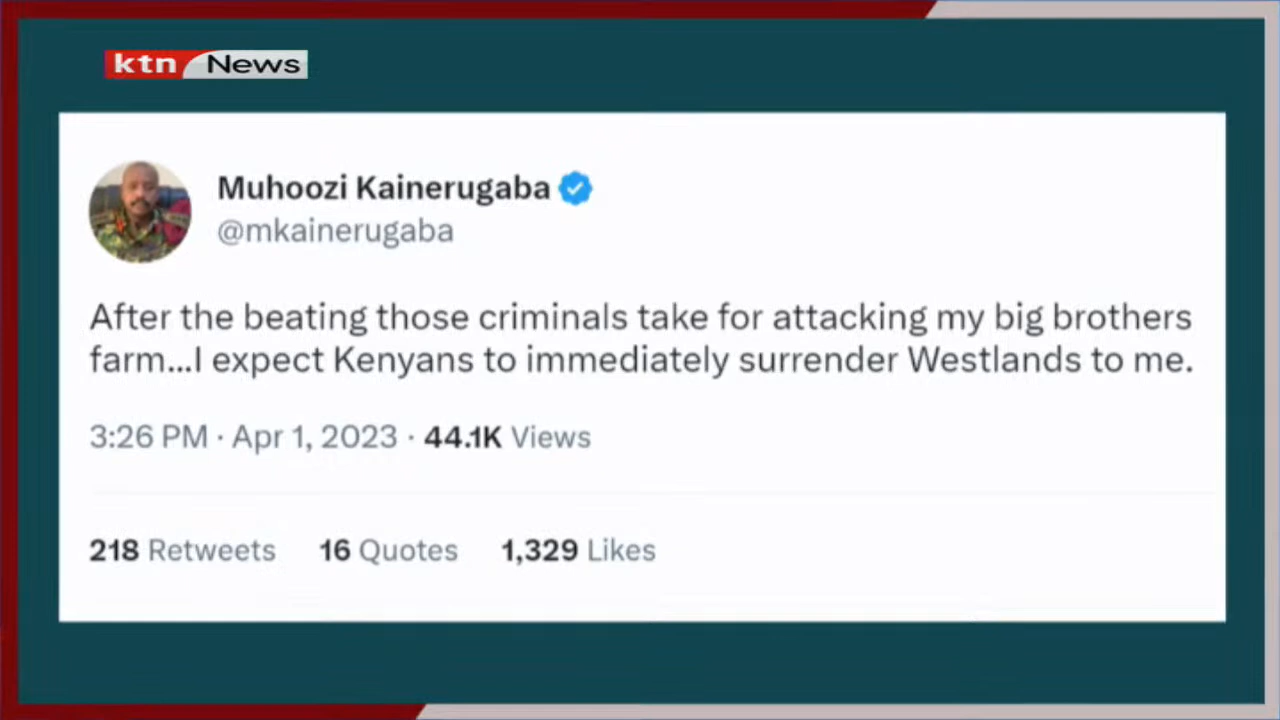 ktn News
Muhoozi Kainerugaba
@mkainerugaba
After the beating those criminals take for attacking my big brothers
farm...I expect Kenyans to immediately surrender Westlands to me.
3:26 PM · Apr 1, 2023 · 44.1K Views
218 Retweets 16 Quotes 1,329 Likes